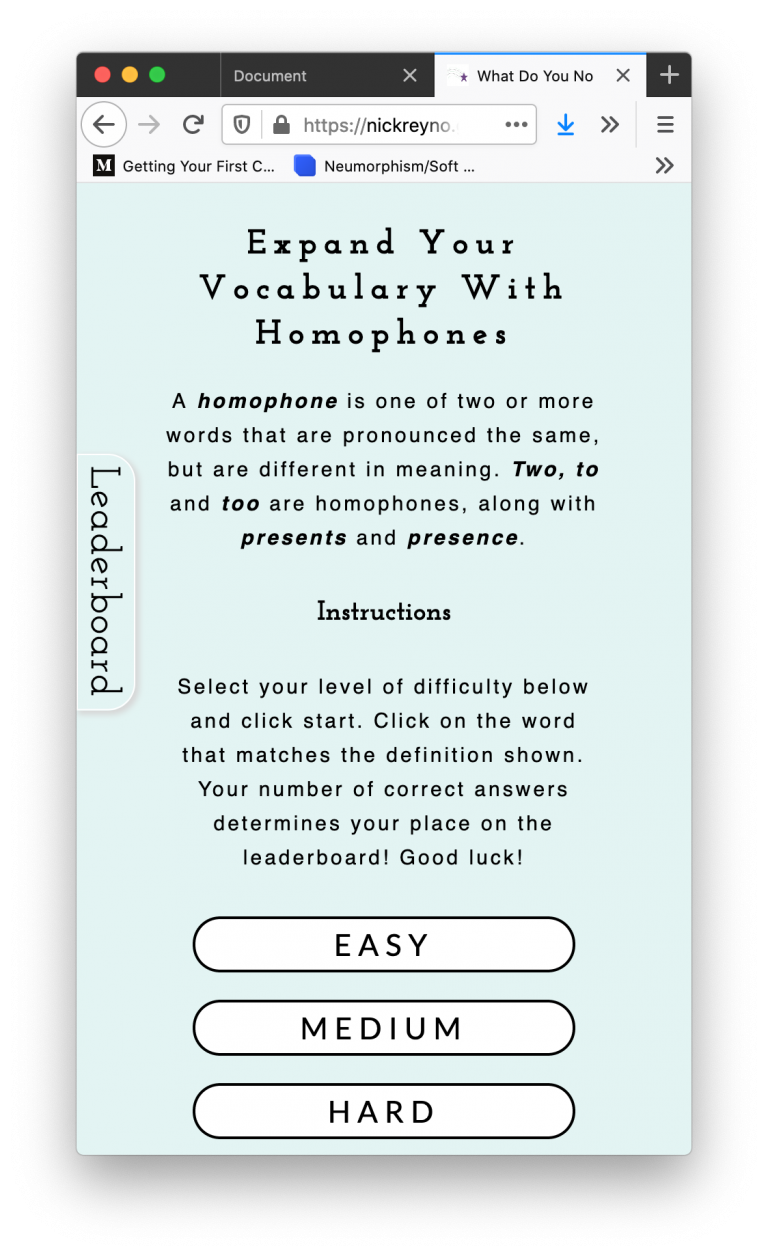 Document
What Do You No
https://nickreyno.
Getting Your First C...
Neumorphism/Soft ...
Expand Your
Vocabulary With
Homophones
A homophone is one of two or more
words that are pronounced the same,
but are different in meaning. Two, to
and too are homophones, along with
presents and presence.
Leaderboard
Instructions
Select your level of difficulty below
and click start. Click on the word
that matches the definition shown.
Your number of correct answers
determines your place on the
leaderboard! Good luck!
EASY
MEDIUM
HARD